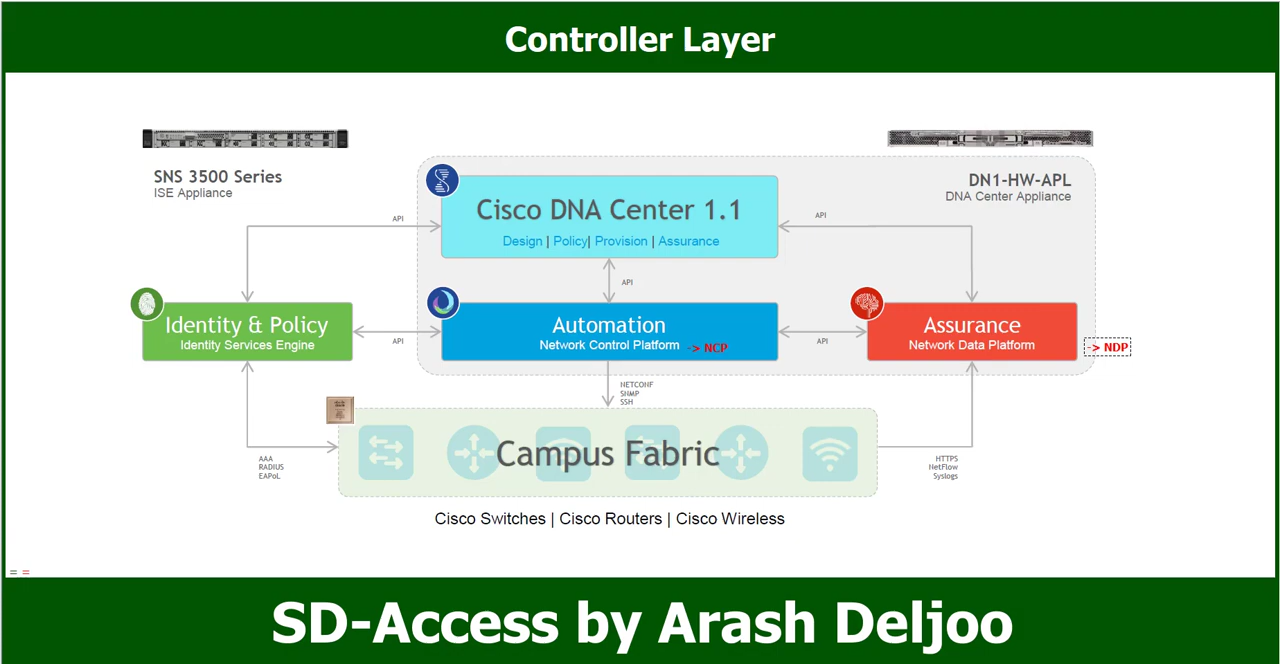 Controller Layer
SNS 3500 Series
ISE Appliance
DN1-HW-APL
DNA Center Appliance
Cisco DNA Center 1.1
Design | Policy| Provision | Assurance
API
API
API
Identity & Policy
Identity Services Engine
API
Automation
Network Control Platform -> NCP
API
Assurance
Network Data Platform
-> NDP
NETCONF
SNMP
SSH
Campus Fabric
AAA
RADIUS
EAPoL
HTTPS
NetFlow
Syslogs
Cisco Switches | Cisco Routers | Cisco Wireless
= =
SD-Access by Arash Deljoo